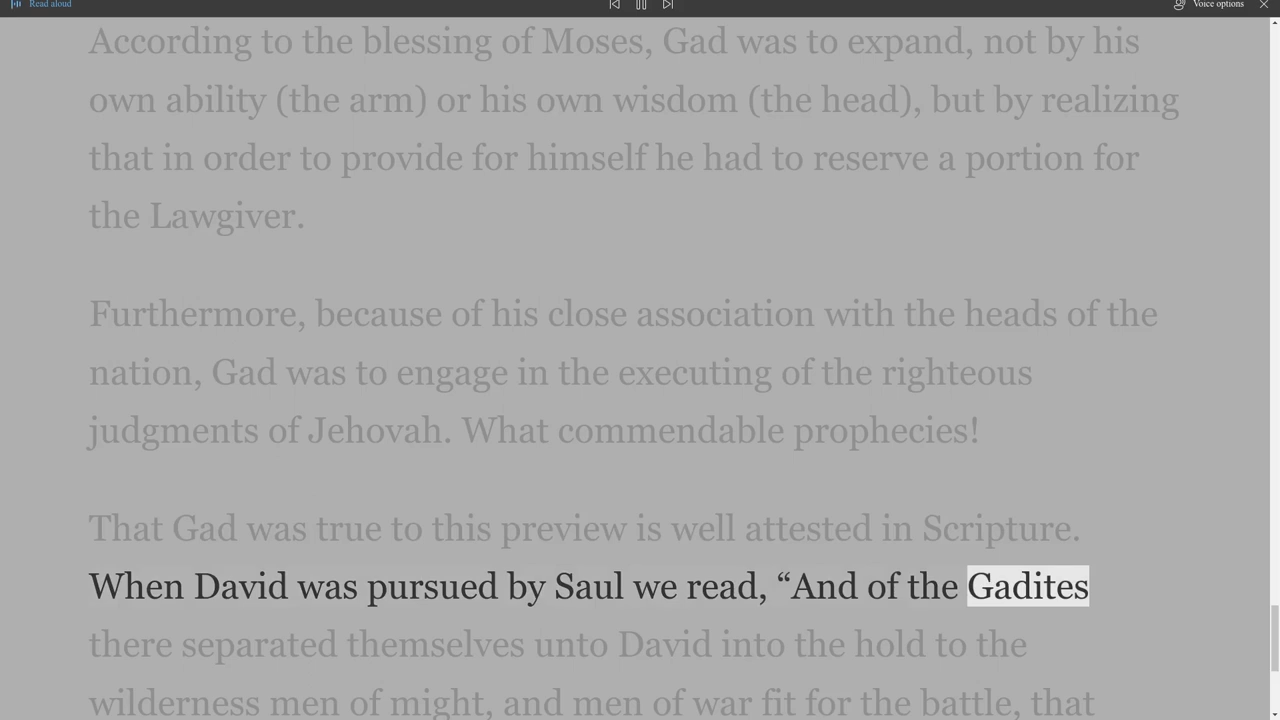 Read aloud
Voice options
According to the blessing of Moses, Gad was to expand, not by his
own ability (the arm) or his own wisdom (the head), but by realizing
that in order to provide for himself he had to reserve a portion for
the Lawgiver.
Furthermore, because of his close association with the heads of the
nation, Gad was to engage in the executing of the righteous
judgments of Jehovah. What commendable prophecies!
That Gad was true to this preview is well attested in Scripture.
When David was pursued by Saul we read, “And of the Gadites
there separated themselves unto David into the hold to the
wilderness men of might, and men of war fit for the battle, that